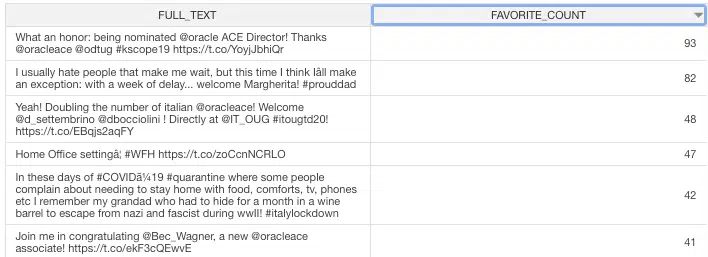 FULL_TEXT FAVORITE_COUNT
What an honor: being nominated @oracle ACE Director! Thanks
@oracleace @odtug #kscope19 https://t.co/YoyjJbhiQr 93
I usually hate people that make me wait, but this time I think Iâll make
an exception: with a week of delay... welcome Margherita! #prouddad 82
Yeah! Doubling the number of italian @oracleace! Welcome
@d_settembrino @dbocciolini ! Directly at @IT_OUG #itougtd20!
https://t.co/EBqjs2aqFY 48
Home Office settingâ¦ #WFH https://t.co/zoCcnNCRLO 47
In these days of #COVIDâ¼19 #quarantine where some people
complain about needing to stay home with food, comforts, tv, phones
etc I remember my grandad who had to hide for a month in a wine
barrel to escape from nazi and fascist during wwII! #italylockdown 42
Join me in congratulating @Bec_Wagner, a new @oracleace
associate! https://t.co/ekF3cQEwvE 41